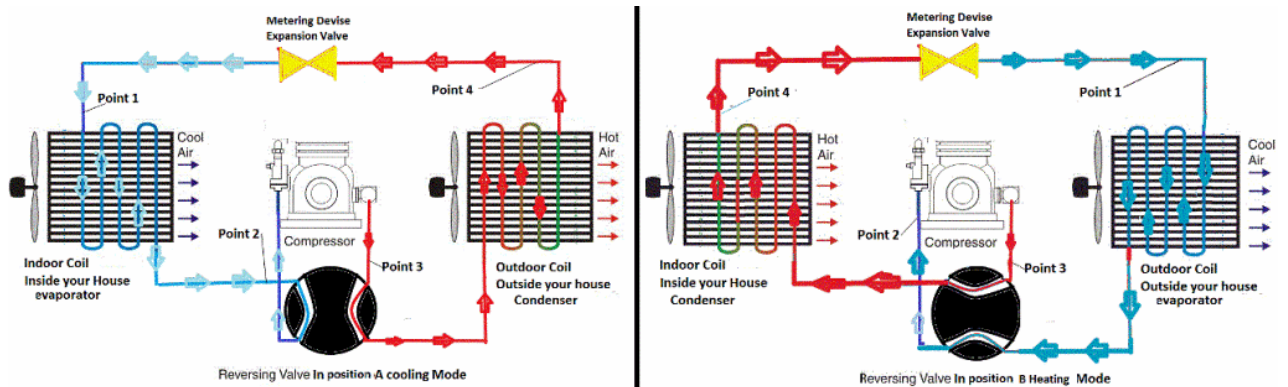 Metering Devise
Expansion Valve
Point 1
Point 4
Cool
Air
Hot
Air
Compressor
Point 2
Point 3
Indoor Coil
Inside your House
evaporator
Outdoor Coil
Outside your house
Condenser
Reversing Valve In position A cooling Mode
Metering Devise
Expansion Valve
Point 4
Point 1
Hot
Air
Cool
Air
Point 2
Compressor
Point 3
Indoor Coil
Inside your House
Condenser
Outdoor Coil
Outside your house
evaporator
Reversing Valve In position B Heating Mode